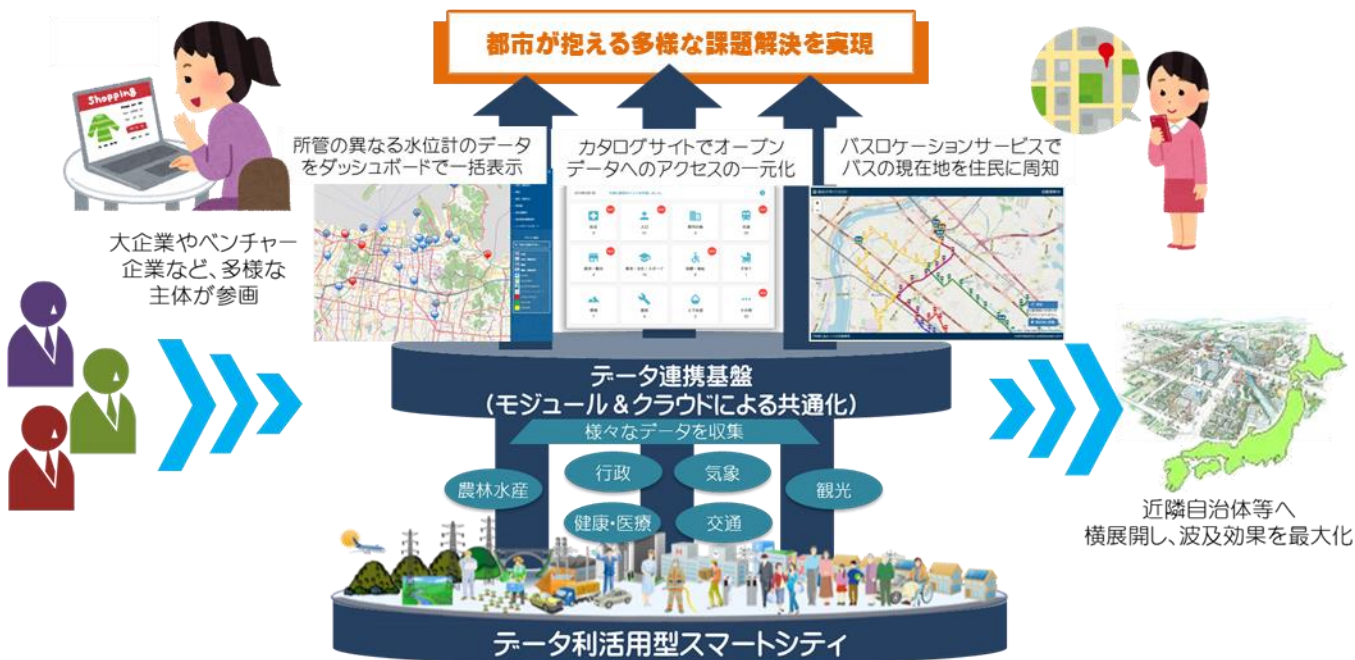 都市が抱える多様な課題解決を実現
Shopping
所管の異なる水位計のデータ
をダッシュボードで一括表示
カタログサイトでオープン
データへのアクセスの一元化
バスロケーションサービスで
バスの現在地を住民に周知
大企業やベンチャー
企業など、多様な
主体が参画
データ連携基盤
(モジュール&クラウドによる共通化)
様々なデータを収集
農林水産
行政
気象
観光
健康・医療
交通
近隣自治体等へ
横展開し、波及効果を最大化
データ利活用型スマートシティ